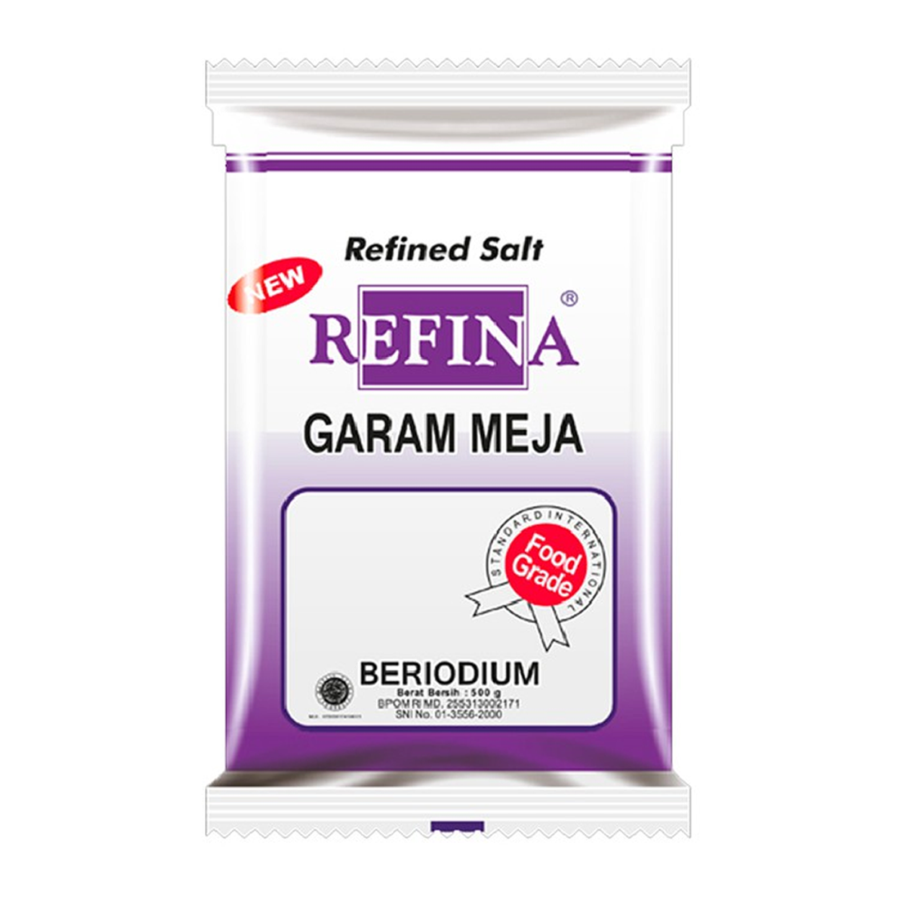 Refined Salt
NEW
REFINA®
GARAM MEJA
STANDARD INTERNATIONAL
Food
Grade
BERIODIUM
Berat Bersih : 500 g
BPOM RI MD. 255313002171
SNI No. 01-3556-2000